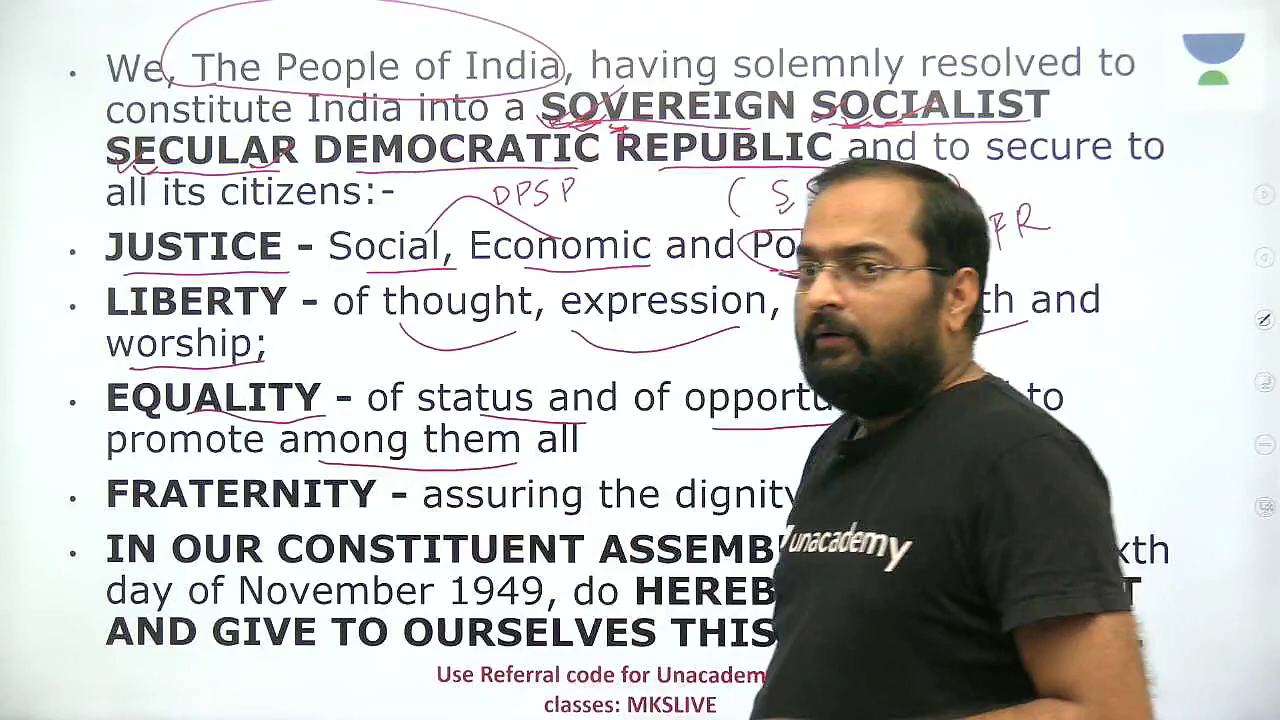 We, The People of India, having solemnly resolved to
constitute India into a SOVEREIGN SOCIALIST
SECULAR DEMOCRATIC REPUBLIC and to secure to
all its citizens:-
DPSP
( S
FR
JUSTICE - Social, Economic and Po
LIBERTY - of thought, expression, th and
worship;
EQUALITY - of status and of opportu to
promote among them all
FRATERNITY - assuring the dignity
IN OUR CONSTITUENT ASSEMB xth
day of November 1949, do HEREB T
AND GIVE TO OURSELVES THIS
unacademy
Use Referral code for Unacadem
classes: MKSLIVE